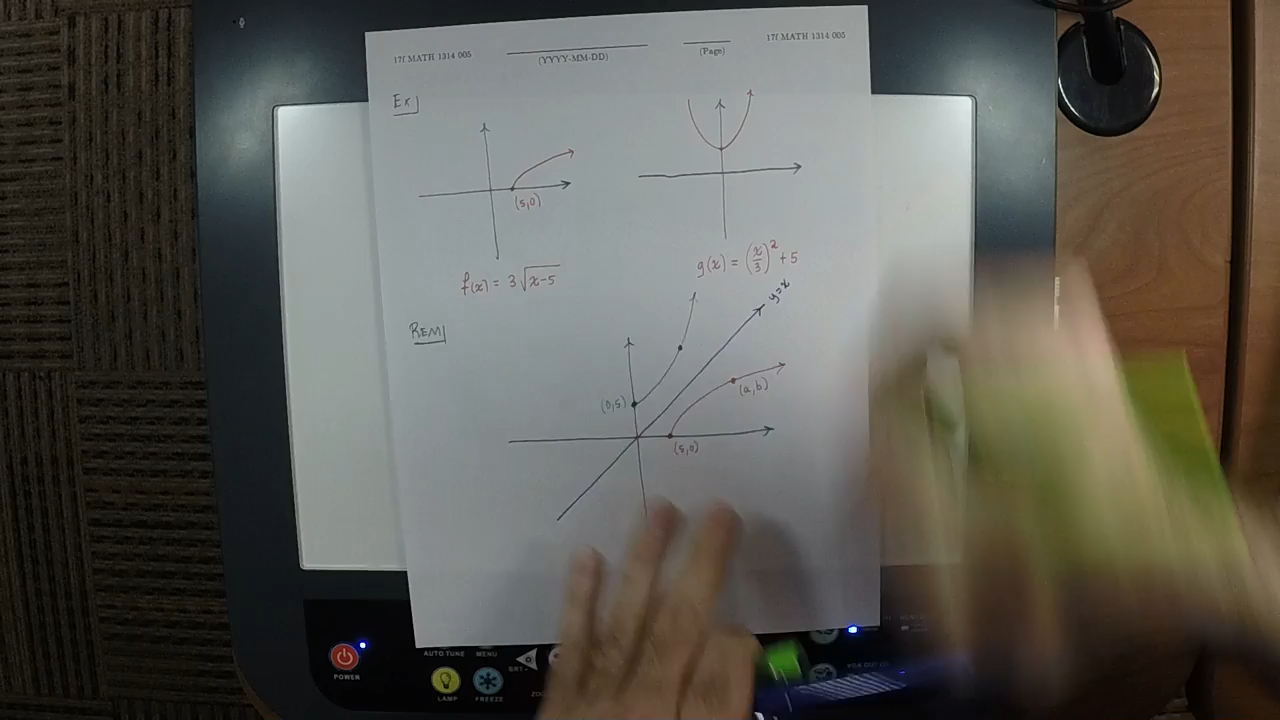 17f MATH 1314 005
(YYYY-MM-DD)
(Page)
17f MATH 1314 005
Ex
(5,0)
f(x) = 3√(x-5)
g(x) = (x/3)² + 5
REM
y=x
(0,5)
(a,b)
(5,0)
POWER
AUTO TUNE
MENU
LAMP
FREEZE